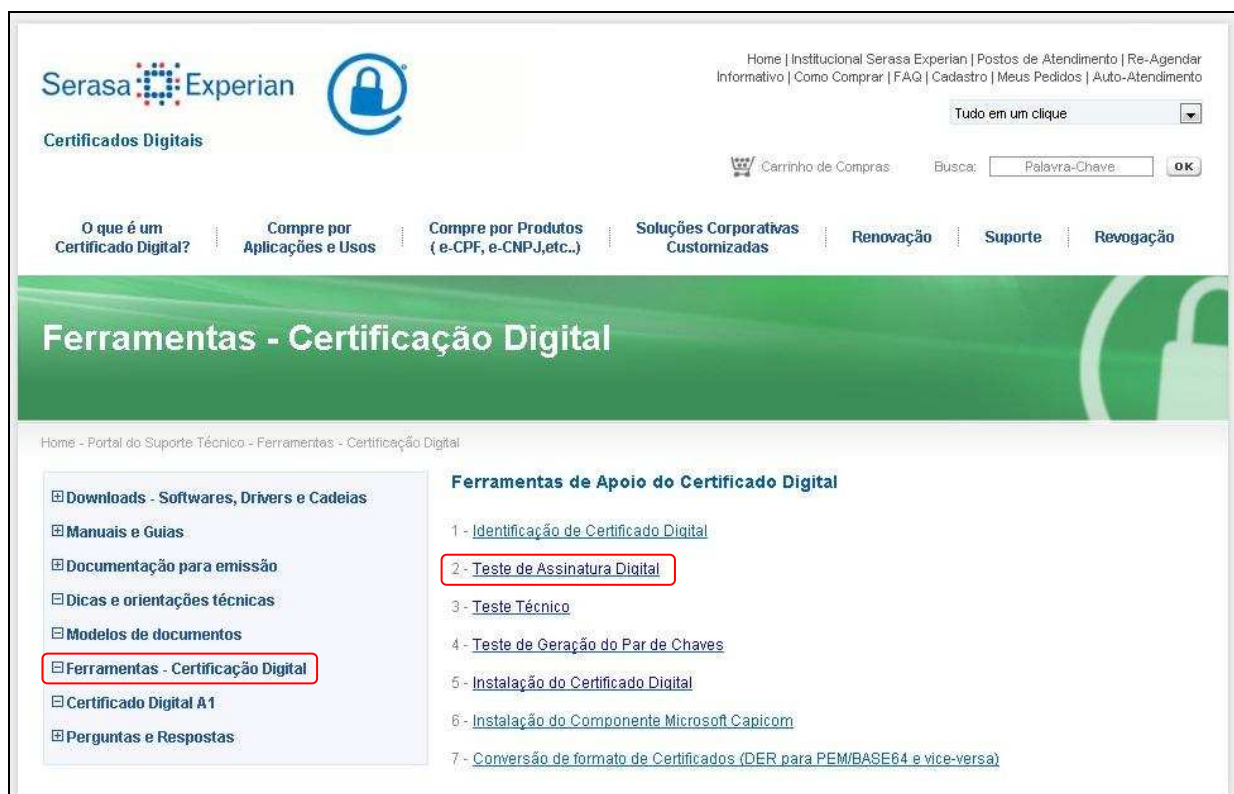 Serasa Experian
Certificados Digitais
Home | Institucional Serasa Experian | Postos de Atendimento | Re-Agendar
Informativo | Como Comprar | FAQ | Cadastro | Meus Pedidos | Auto-Atendimento
Tudo em um clique
Carrinho de Compras Busca: Palavra-Chave OK
O que é um Certificado Digital?
Compre por Aplicações e Usos
Compre por Produtos ( e-CPF, e-CNPJ,etc..)
Soluções Corporativas Customizadas
Renovação
Suporte
Revogação
Ferramentas - Certificação Digital
Home - Portal do Suporte Técnico - Ferramentas - Certificação Digital
Downloads - Softwares, Drivers e Cadeias
Manuais e Guias
Documentação para emissão
Dicas e orientações técnicas
Modelos de documentos
Ferramentas - Certificação Digital
Certificado Digital A1
Perguntas e Respostas
Ferramentas de Apoio do Certificado Digital
1 - Identificação de Certificado Digital
2 - Teste de Assinatura Digital
3 - Teste Técnico
4 - Teste de Geração do Par de Chaves
5 - Instalação do Certificado Digital
6 - Instalação do Componente Microsoft Capicom
7 - Conversão de formato de Certificados (DER para PEM/BASE64 e vice-versa)